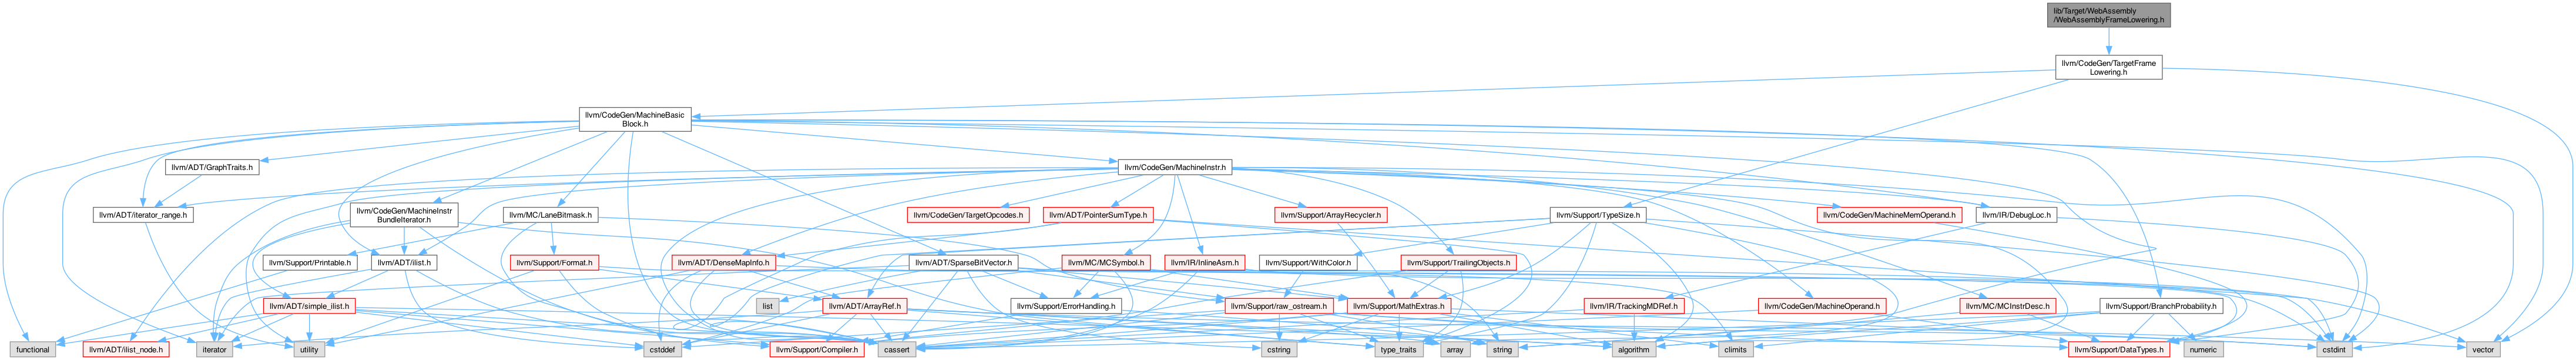 lib/Target/WebAssembly
/WebAssemblyFrameLowering.h
llvm/CodeGen/TargetFrame
Lowering.h
llvm/CodeGen/MachineBasic
Block.h
llvm/ADT/GraphTraits.h
llvm/CodeGen/MachineInstr.h
llvm/ADT/iterator_range.h
llvm/CodeGen/MachineInstr
BundleIterator.h
llvm/MC/LaneBitmask.h
llvm/CodeGen/TargetOpcodes.h
llvm/ADT/PointerSumType.h
llvm/Support/ArrayRecycler.h
llvm/Support/TypeSize.h
llvm/CodeGen/MachineMemOperand.h
llvm/IR/DebugLoc.h
llvm/Support/Printable.h
llvm/ADT/ilist.h
llvm/Support/Format.h
llvm/ADT/DenseMapInfo.h
llvm/ADT/SparseBitVector.h
llvm/MC/MCSymbol.h
llvm/IR/InlineAsm.h
llvm/Support/WithColor.h
llvm/Support/TrailingObjects.h
llvm/ADT/simple_ilist.h
list
llvm/ADT/ArrayRef.h
llvm/Support/ErrorHandling.h
llvm/Support/raw_ostream.h
llvm/Support/MathExtras.h
llvm/IR/TrackingMDRef.h
llvm/CodeGen/MachineOperand.h
llvm/MC/MCInstrDesc.h
llvm/Support/BranchProbability.h
functional
llvm/ADT/ilist_node.h
iterator
utility
cstddef
llvm/Support/Compiler.h
cassert
cstring
type_traits
array
string
algorithm
climits
llvm/Support/DataTypes.h
numeric
cstdint
vector